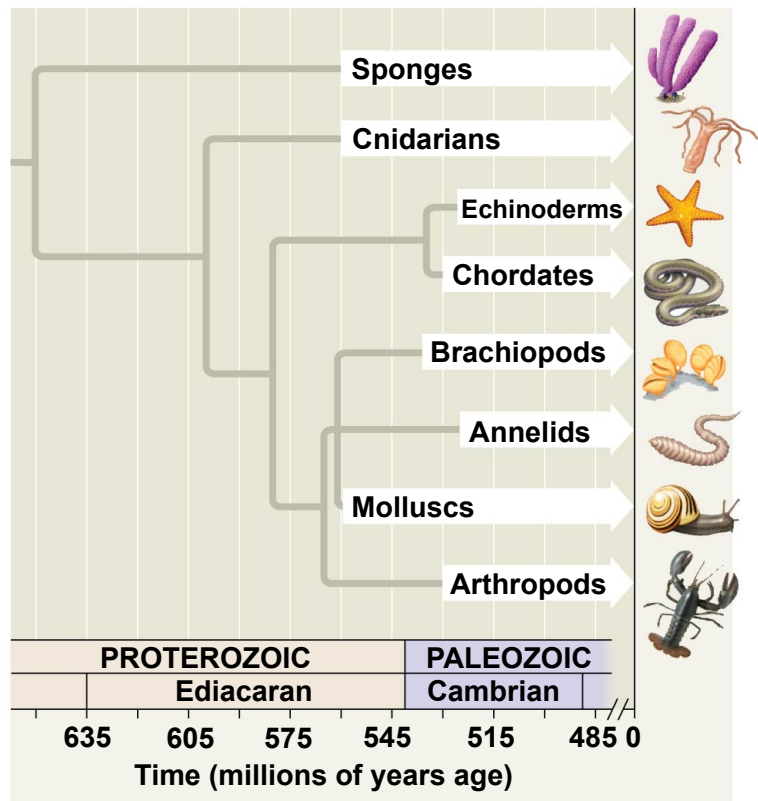 Sponges
Cnidarians
Echinoderms
Chordates
Brachiopods
Annelids
Molluscs
Arthropods
PROTEROZOIC PALEOZOIC
Ediacaran Cambrian
635 605 575 545 515 485 0
Time (millions of years age)